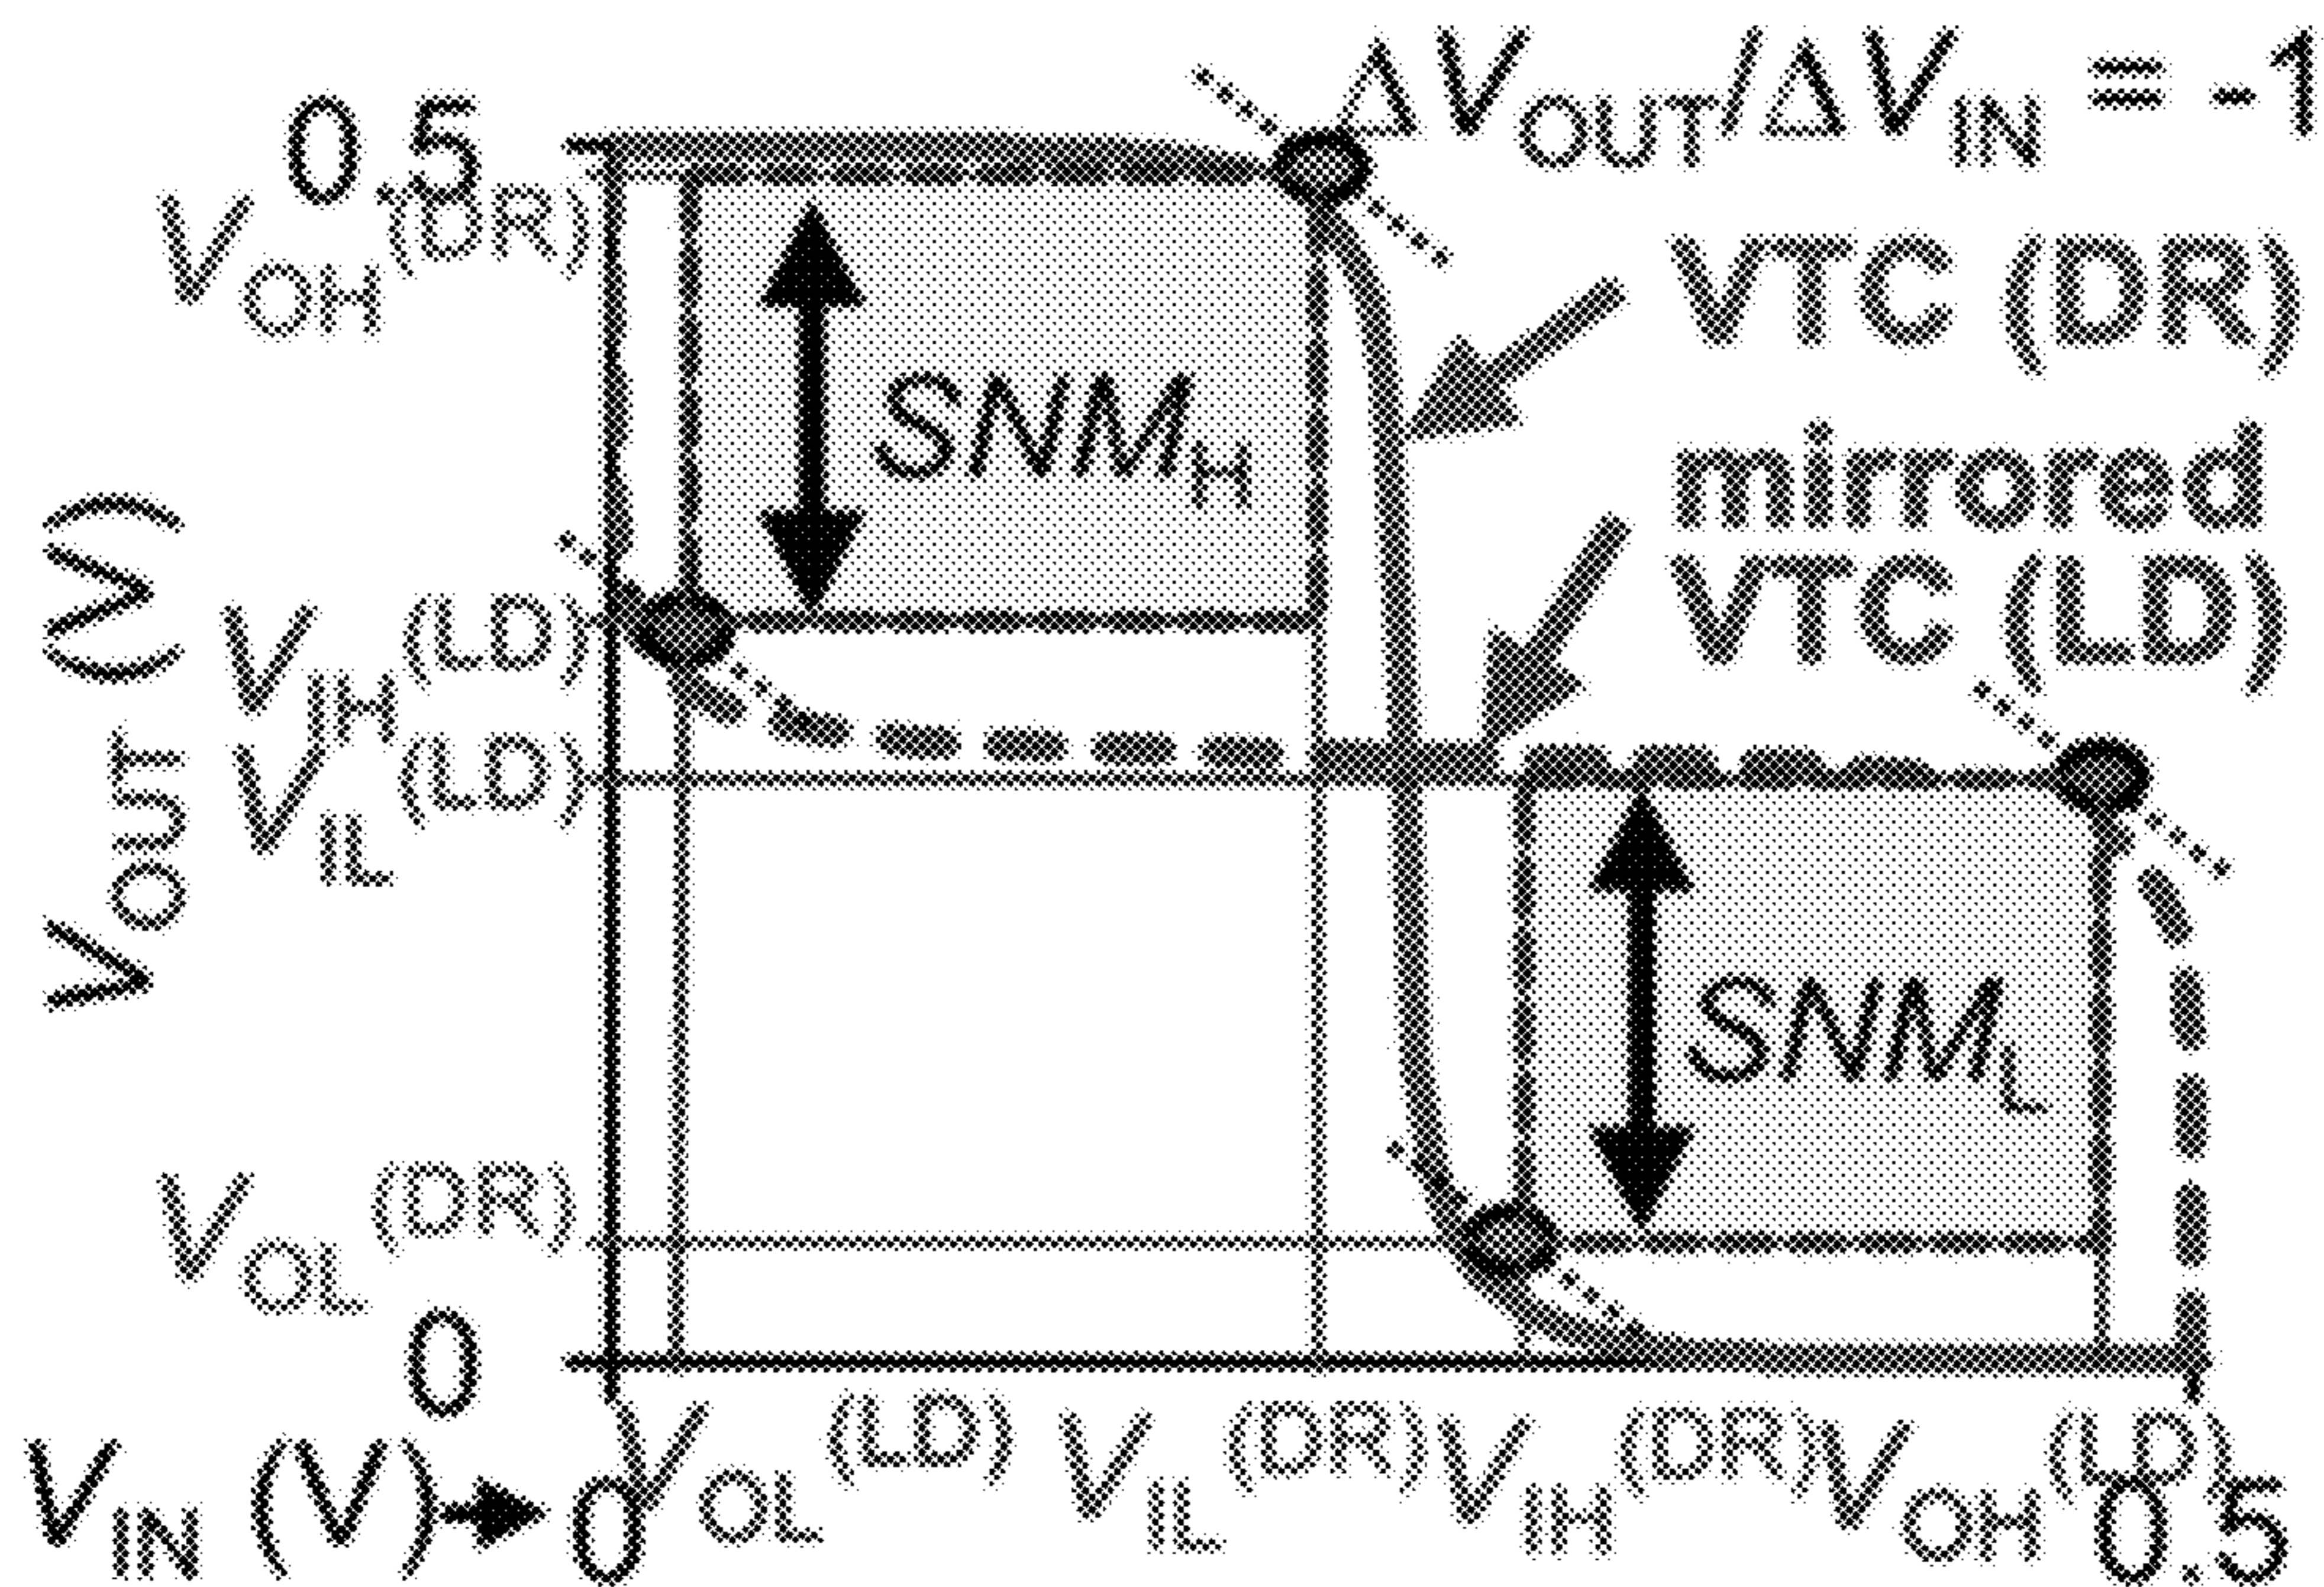 ΔV_OUT/ΔV_IN ≡ -1
0.5
V_OH^(DR)
VTC (DR)
SNM_H
mirrored
VTC (LD)
V_IH^(LD)
V_IL^(LD)
V_OUT (V)
SNM_L
V_OL^(DR)
0
V_IN (V)
0
V_OL^(LD)
V_IL^(DR)
V_IH^(DR)
V_OH^(LD)
0.5